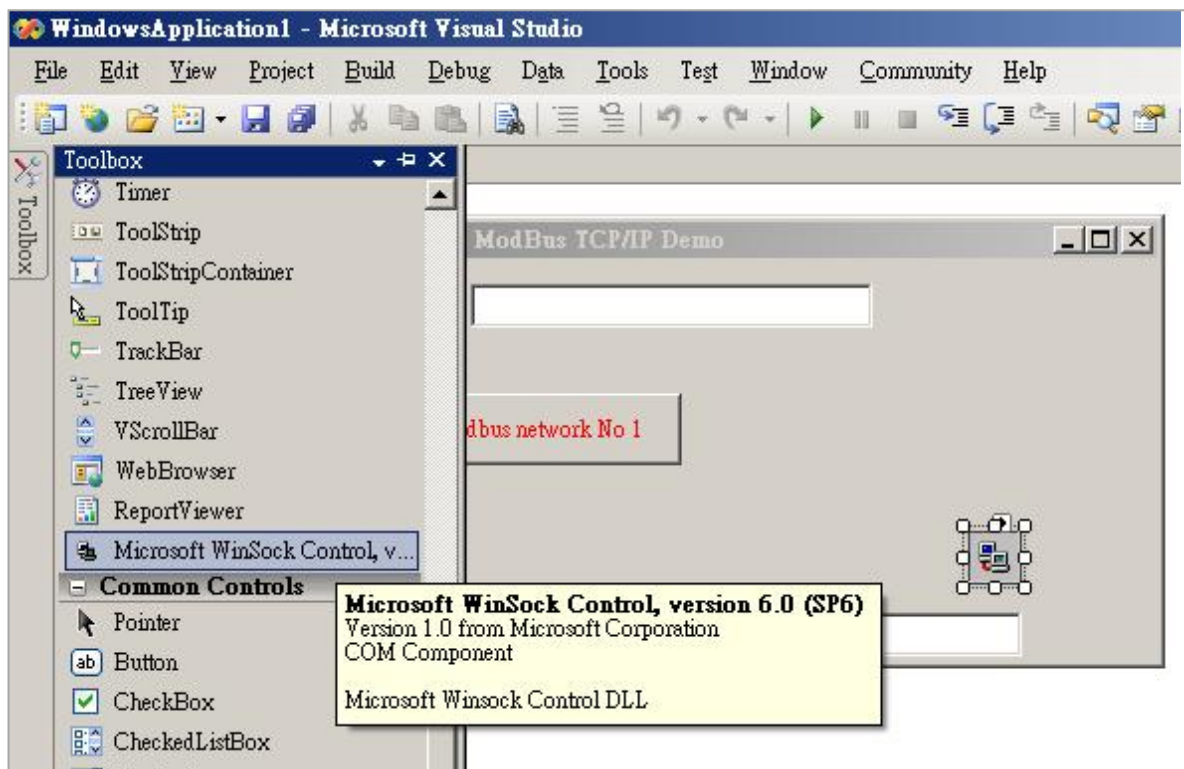 WindowsApplication1 - Microsoft Visual Studio
File Edit View Project Build Debug Data Tools Test Window Community Help
Toolbox
Toolbox
Timer
ToolStrip
ToolStripContainer
ToolTip
TrackBar
TreeView
VScrollBar
WebBrowser
ReportViewer
Microsoft WinSock Control, v...
Common Controls
Pointer
ab Button
CheckBox
CheckedListBox
ModBus TCP/IP Demo
dbus network No 1
Microsoft WinSock Control, version 6.0 (SP6)
Version 1.0 from Microsoft Corporation
COM Component
Microsoft Winsock Control DLL